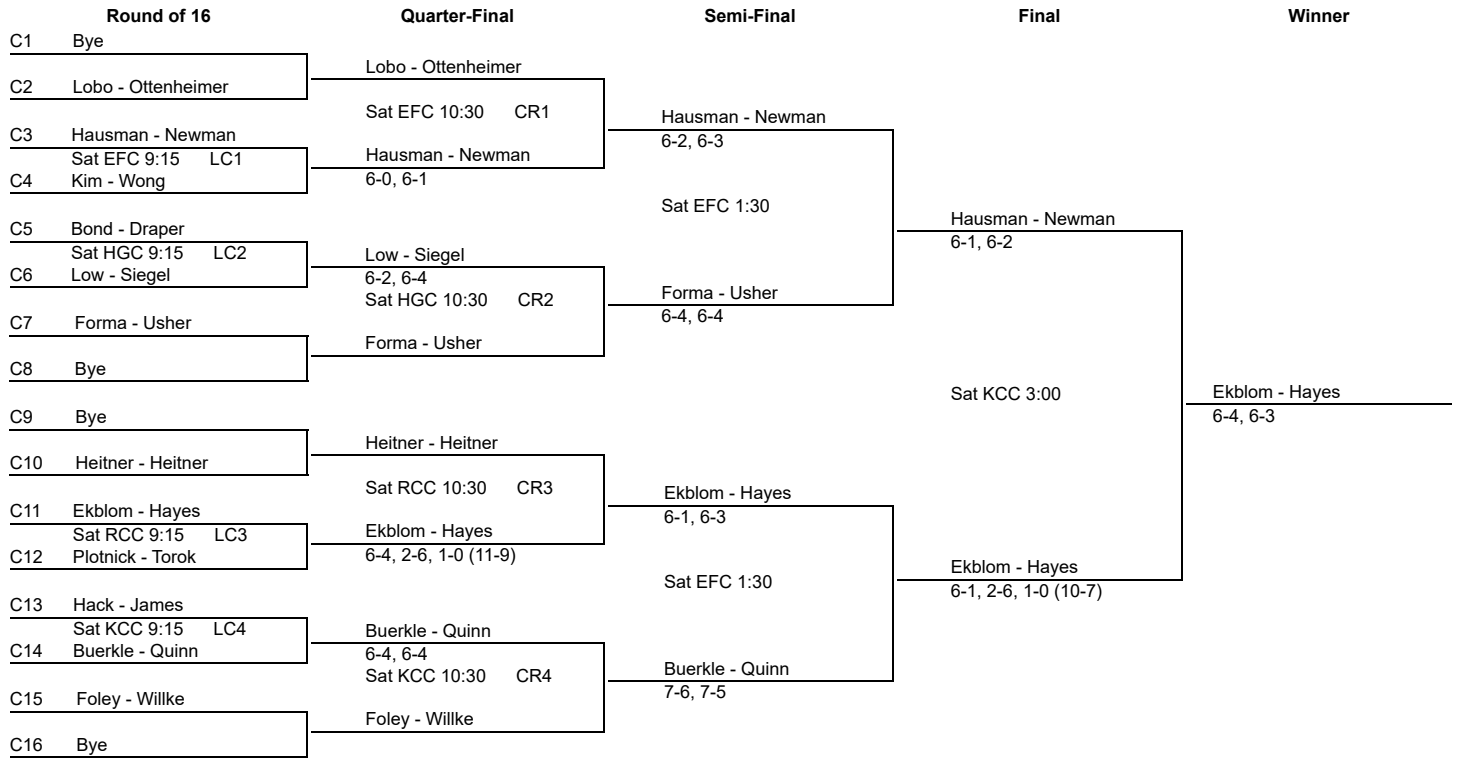 Round of 16 Quarter-Final Semi-Final Final Winner
C1 Bye
C2 Lobo - Ottenheimer
C3 Hausman - Newman
Sat EFC 9:15 LC1
C4 Kim - Wong
C5 Bond - Draper
Sat HGC 9:15 LC2
C6 Low - Siegel
C7 Forma - Usher
C8 Bye
C9 Bye
C10 Heitner - Heitner
C11 Ekblom - Hayes
Sat RCC 9:15 LC3
C12 Plotnick - Torok
C13 Hack - James
Sat KCC 9:15 LC4
C14 Buerkle - Quinn
C15 Foley - Willke
C16 Bye
Lobo - Ottenheimer
Sat EFC 10:30 CR1
Hausman - Newman
6-0, 6-1
Low - Siegel
6-2, 6-4
Sat HGC 10:30 CR2
Forma - Usher
Heitner - Heitner
Sat RCC 10:30 CR3
Ekblom - Hayes
6-4, 2-6, 1-0 (11-9)
Buerkle - Quinn
6-4, 6-4
Sat KCC 10:30 CR4
Foley - Willke
Hausman - Newman
6-2, 6-3
Sat EFC 1:30
Forma - Usher
6-4, 6-4
Ekblom - Hayes
6-1, 6-3
Sat EFC 1:30
Buerkle - Quinn
7-6, 7-5
Hausman - Newman
6-1, 6-2
Sat KCC 3:00
Ekblom - Hayes
6-1, 2-6, 1-0 (10-7)
Ekblom - Hayes
6-4, 6-3